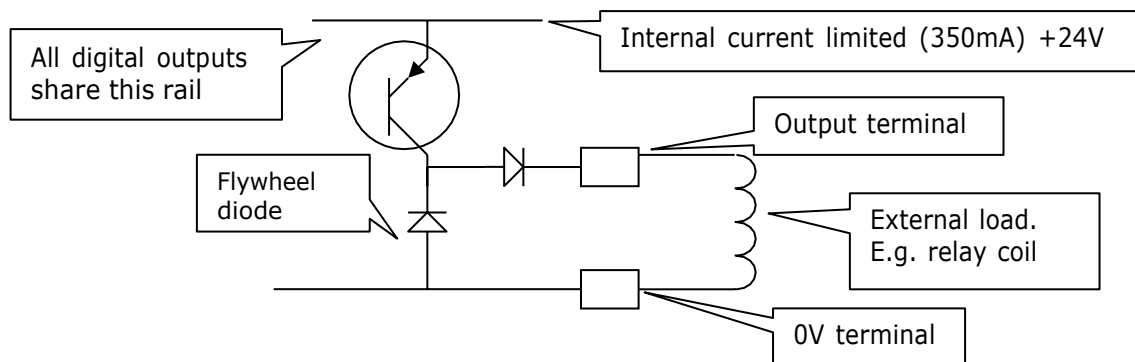 All digital outputs
share this rail
Internal current limited (350mA) +24V
Output terminal
Flywheel
diode
External load.
E.g. relay coil
0V terminal